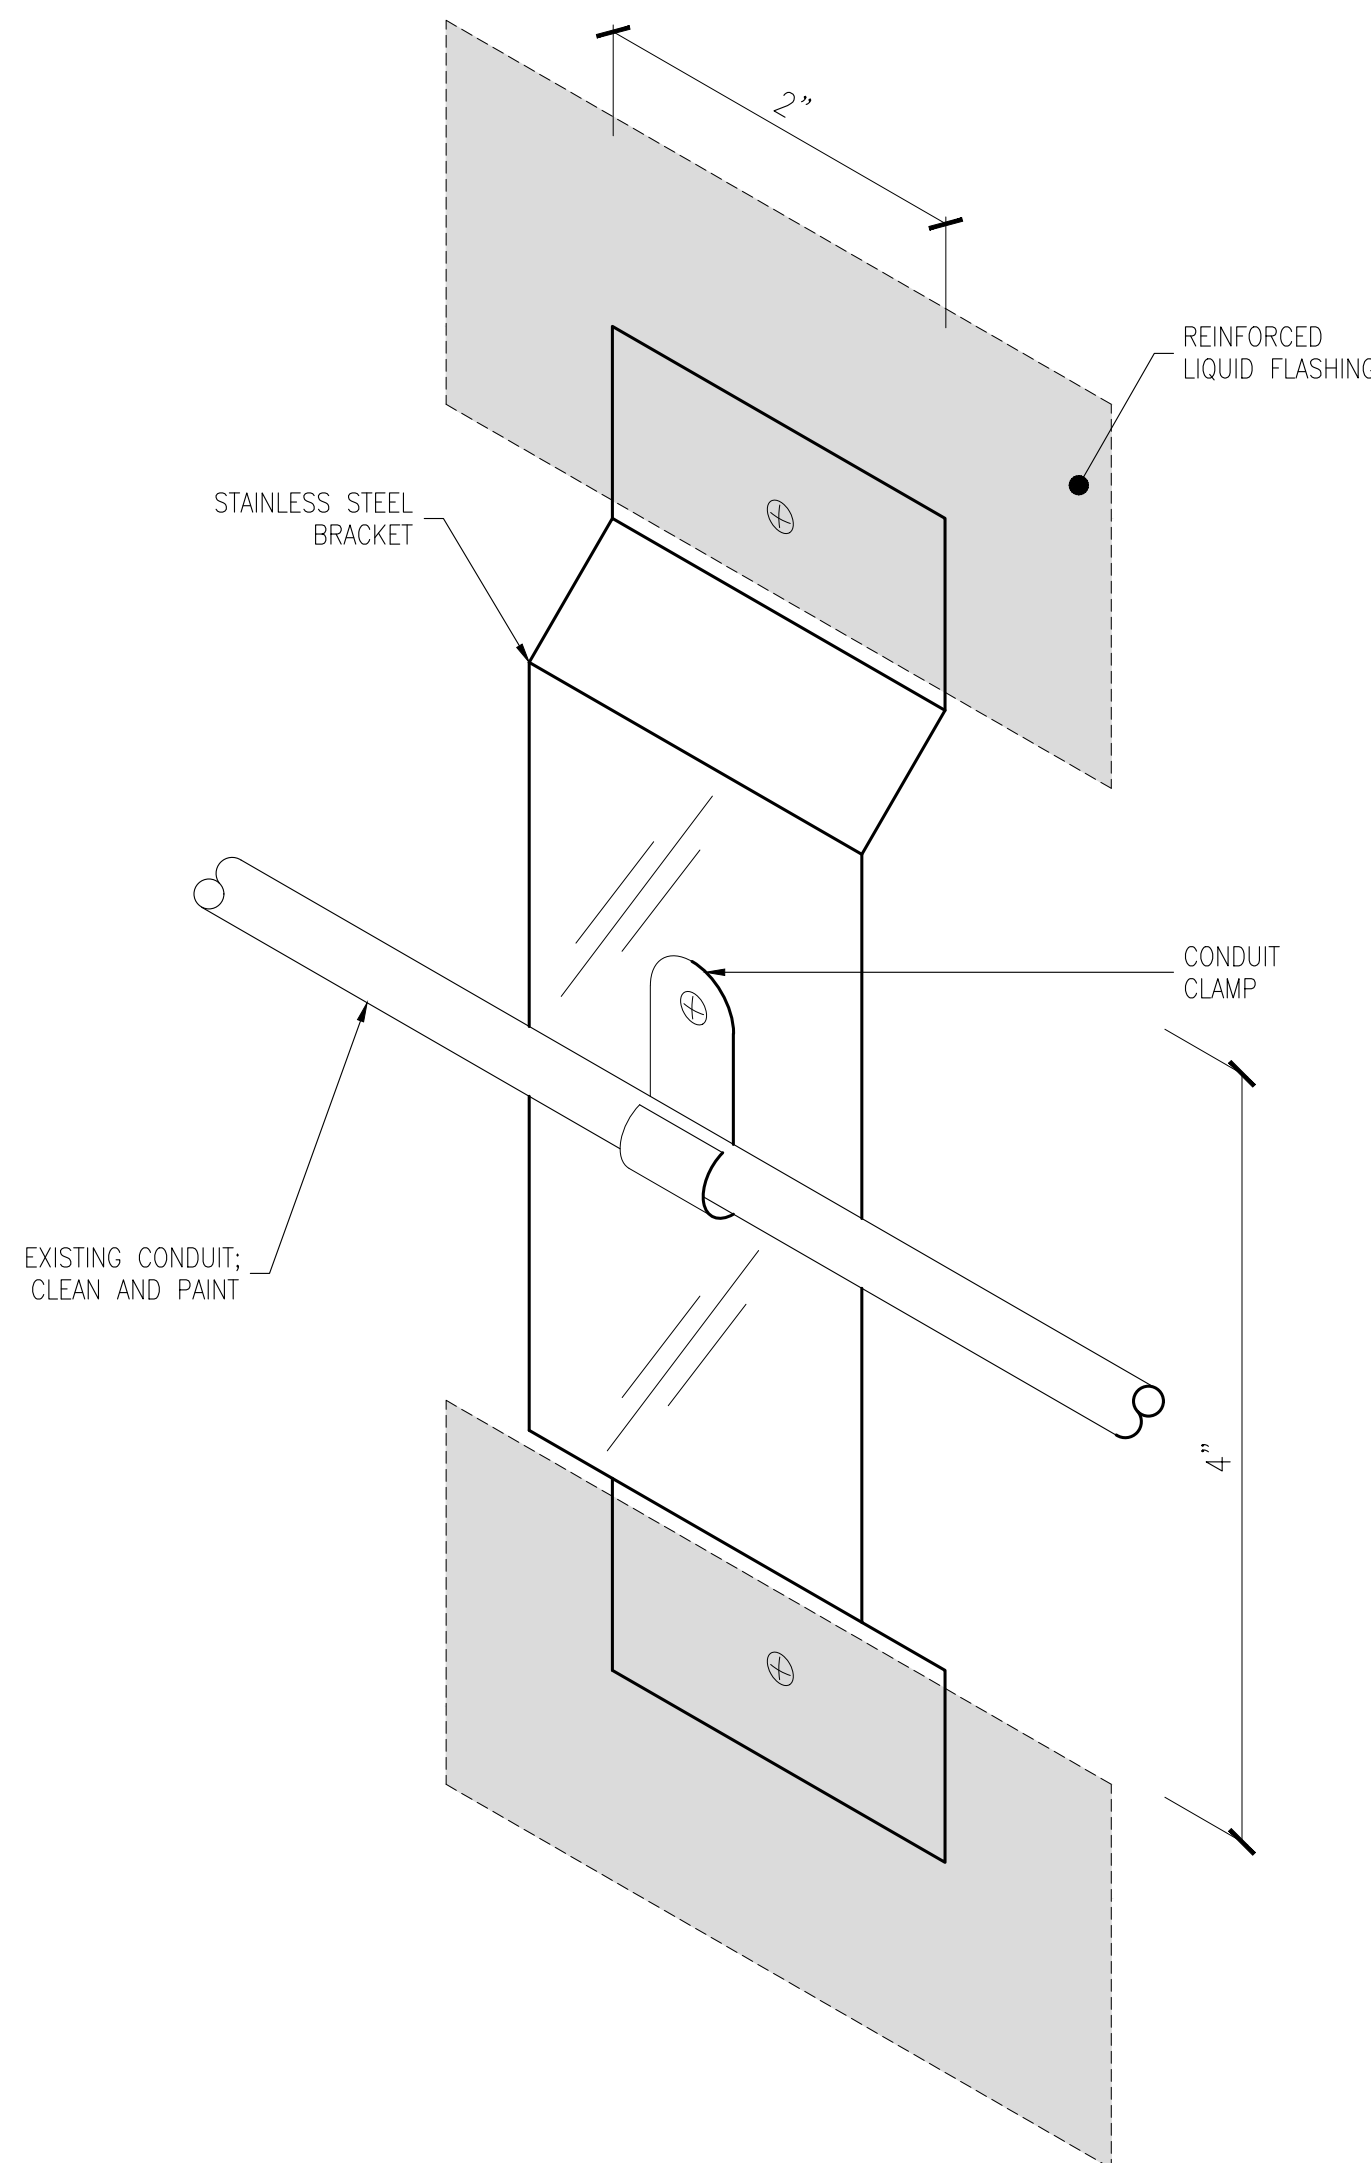 2"
REINFORCED
LIQUID FLASHING
STAINLESS STEEL
BRACKET
CONDUIT
CLAMP
EXISTING CONDUIT;
CLEAN AND PAINT
4"